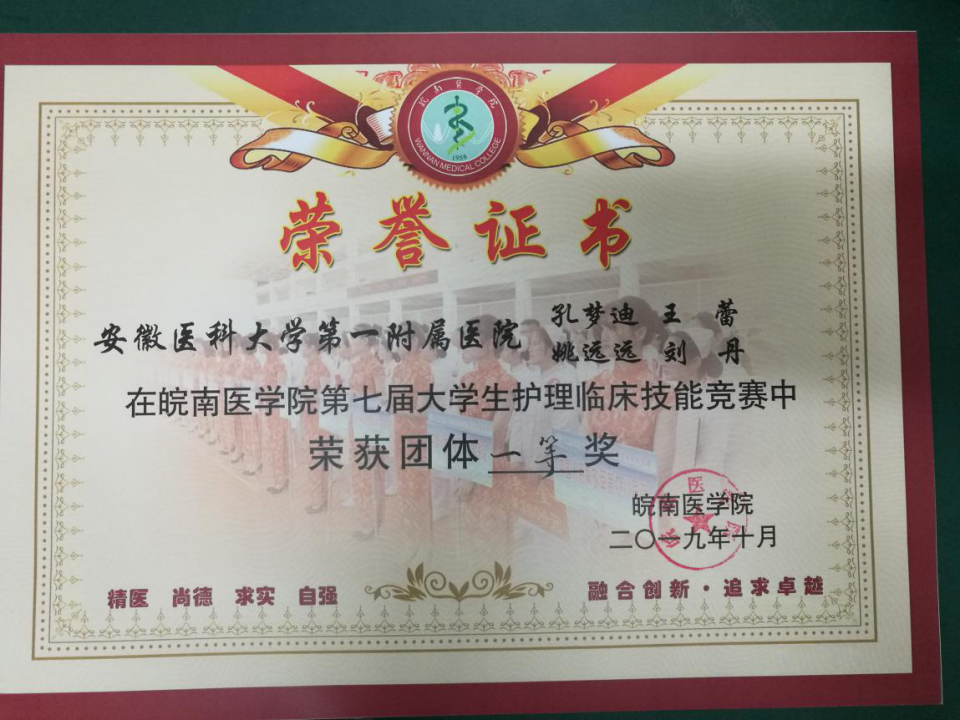 皖南医学院
WANNAN MEDICAL COLLEGE
1958
荣誉证书
安徽医科大学第一附属医院 孔梦迪 王 蕾
姚远远 刘 丹
在皖南医学院第七届大学生护理临床技能竞赛中
荣获团体一等奖
皖南医学院
二〇一九年十月
精医 尚德 求实 自强
融合创新·追求卓越